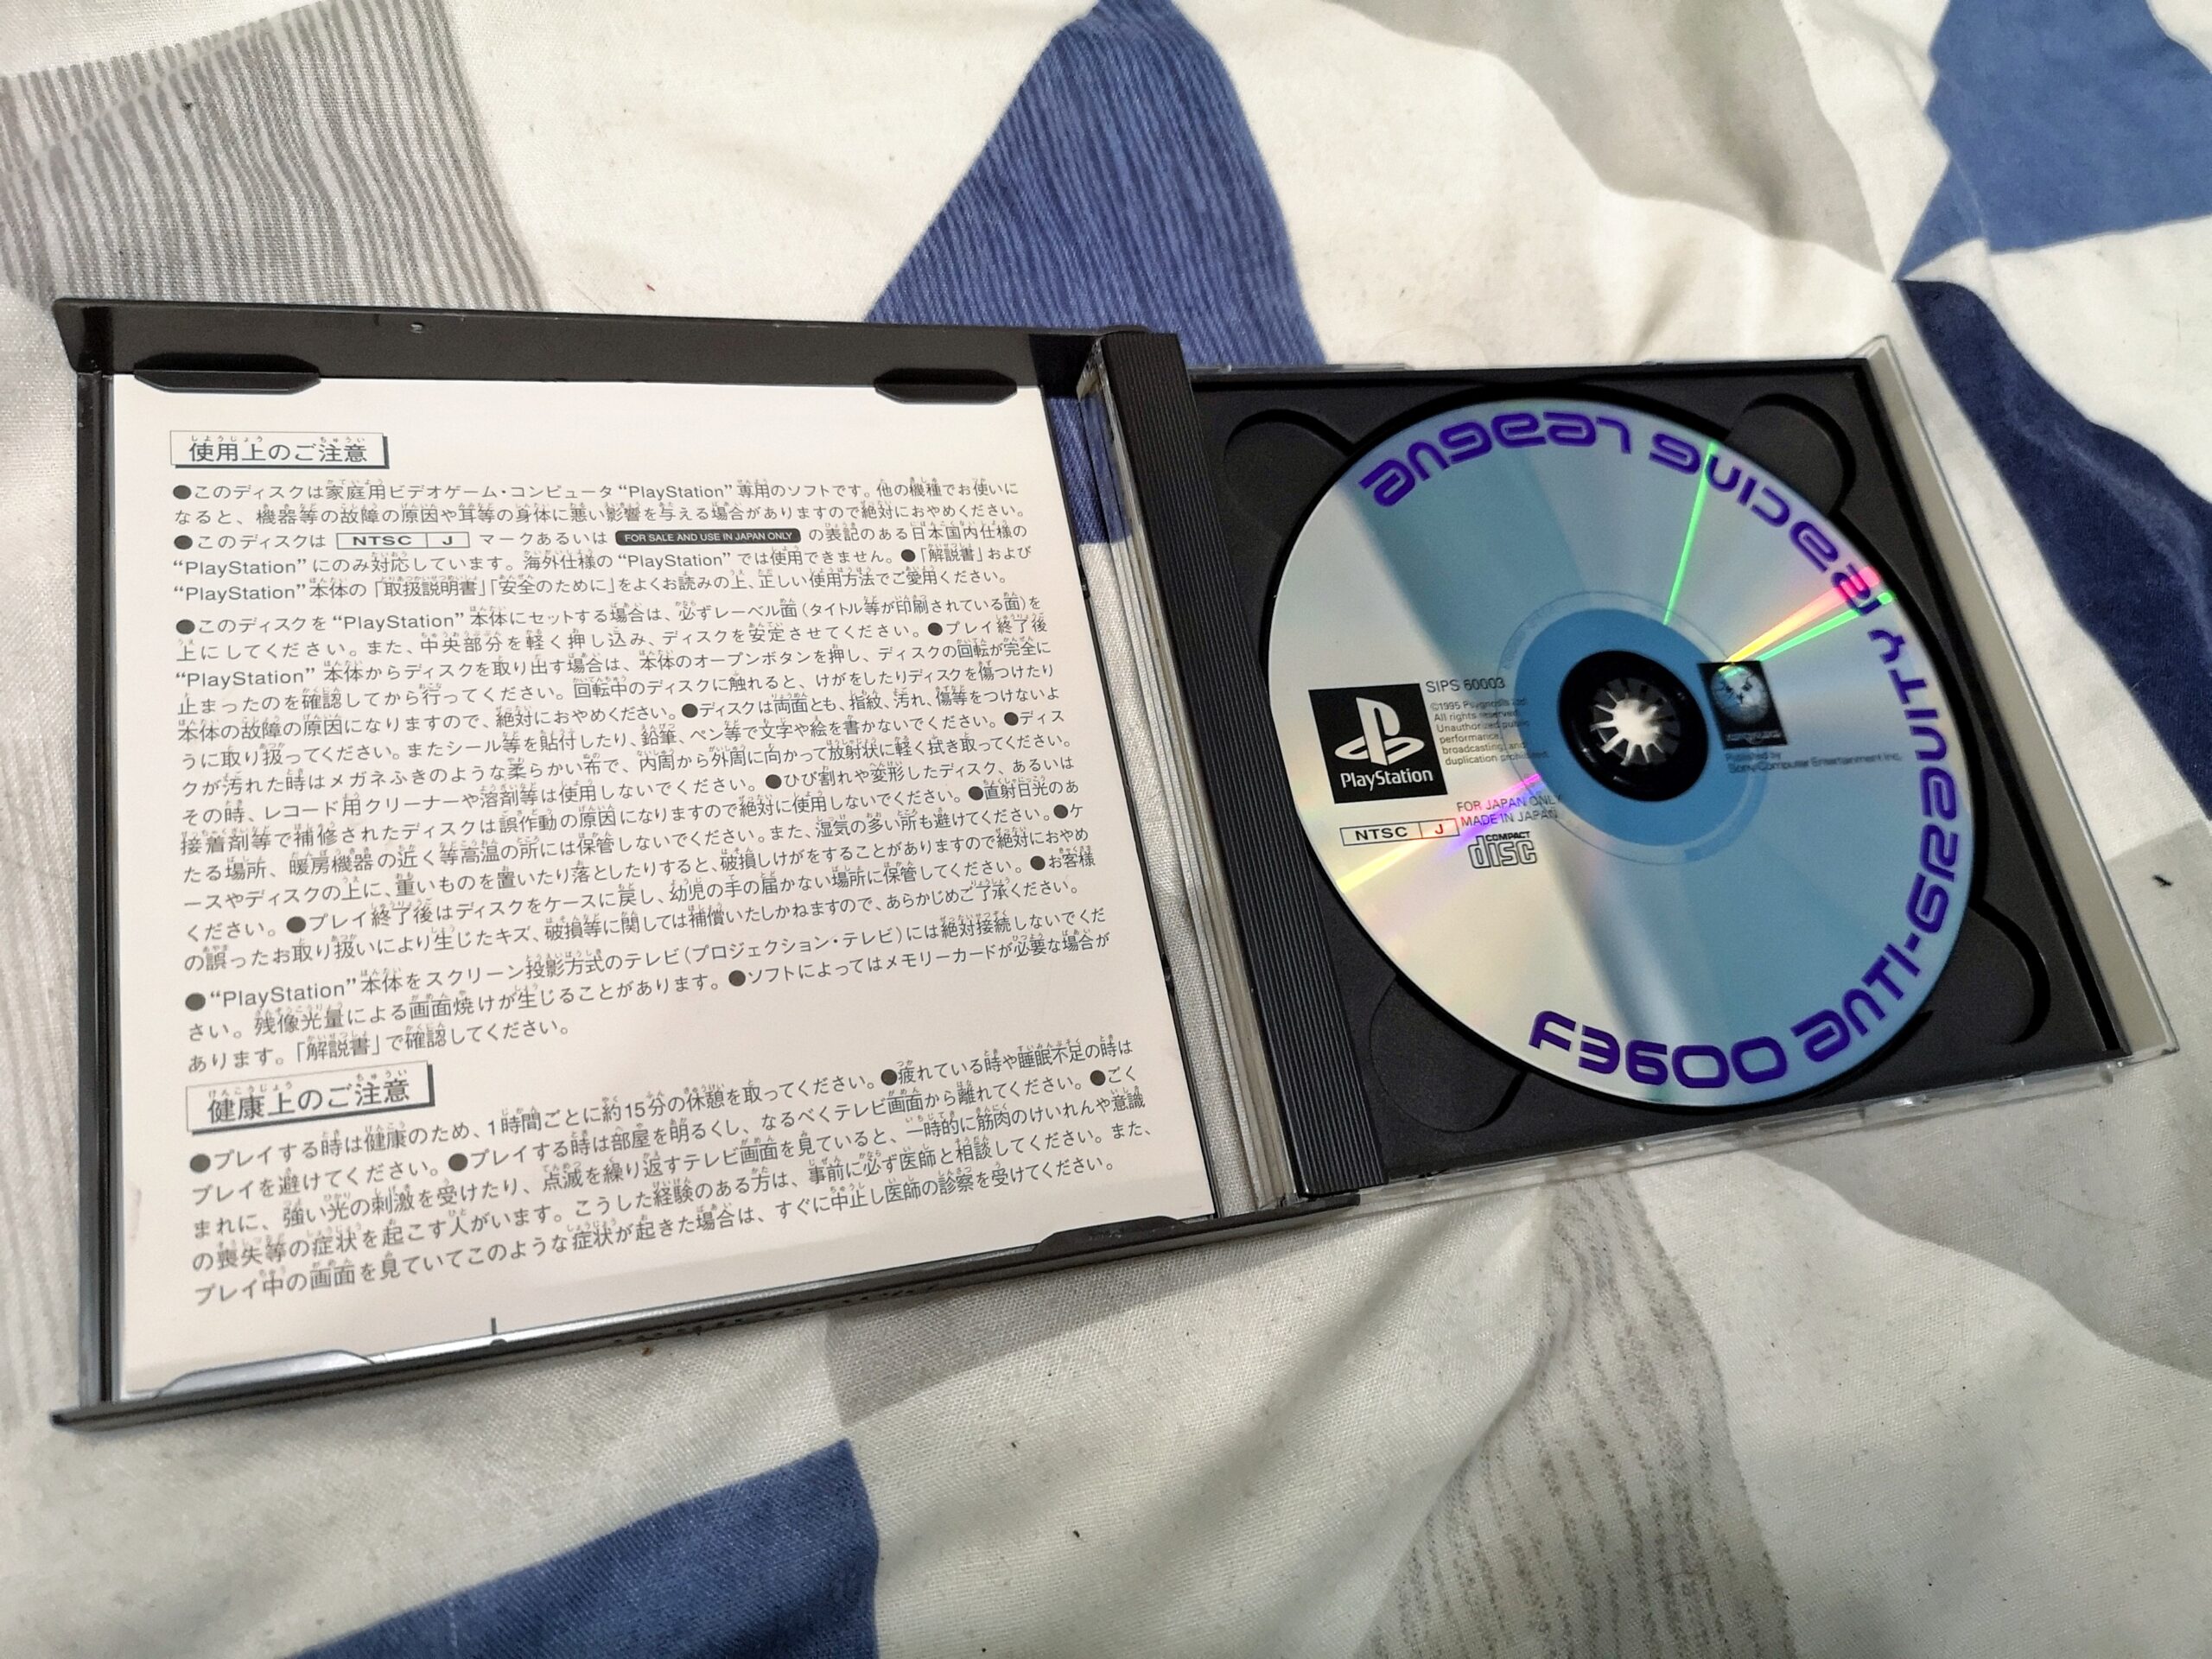 使用上のご注意
●このディスクは家庭用ビデオゲーム・コンピュータ“PlayStation”専用のソフトです。他の機種でお使いに
なると、機器等の故障の原因や耳等の身体に悪い影響を与える場合がありますので絶対におやめください。
●このディスクは NTSC J マークあるいは FOR SALE AND USE IN JAPAN ONLY の表記のある日本国内仕様の
“PlayStation”にのみ対応しています。海外仕様の“PlayStation”では使用できません。●「解説書」および
“PlayStation”本体の「取扱説明書」「安全のために」をよくお読みの上、正しい使用方法でご愛用ください。
●このディスクを“PlayStation”本体にセットする場合は、必ずレーベル面(タイトル等が印刷されている面)を
上にしてください。また、中央部分を軽く押し込み、ディスクを安定させてください。●プレイ終了後
“PlayStation”本体からディスクを取り出す場合は、本体のオープンボタンを押し、ディスクの回転が完全に
止まったのを確認してから行ってください。回転中のディスクに触れると、けがをしたりディスクを傷つけたり
本体の故障の原因になりますので、絶対におやめください。●ディスクは両面とも、指紋、汚れ、傷等をつけないよ
うに取り扱ってください。またシール等を貼付したり、鉛筆、ペン等で文字や絵を書かないでください。●ディス
クが汚れた時はメガネふきのような柔らかい布で、内周から外周に向かって放射状に軽く拭き取ってください。
その時、レコード用クリーナーや溶剤等は使用しないでください。●ひび割れや変形したディスク、あるいは
接着剤等で補修されたディスクは誤作動の原因になりますので絶対に使用しないでください。●直射日光のあ
たる場所、暖房機器の近く等高温の所には保管しないでください。また、湿気の多い所も避けてください。●ケ
ースやディスクの上に、重いものを置いたり落としたりすると、破損しけがをすることがありますので絶対におやめ
ください。●プレイ終了後はディスクをケースに戻し、幼児の手の届かない場所に保管してください。●お客様
の誤ったお取り扱いにより生じたキズ、破損等に関しては補償いたしかねますので、あらかじめご了承ください。
●“PlayStation”本体をスクリーン投影方式のテレビ(プロジェクション・テレビ)には絶対接続しないでくだ
さい。残像光量による画面焼けが生じることがあります。●ソフトによってはメモリーカードが必要な場合が
あります。「解説書」で確認してください。
健康上のご注意
●プレイする時は健康のため、1時間ごとに約15分の休憩を取ってください。●疲れている時や睡眠不足の時は
プレイを避けてください。●プレイする時は部屋を明るくし、なるべくテレビ画面から離れてください。●ごく
まれに、強い光の刺激を受けたり、点滅を繰り返すテレビ画面を見ていると、一時的に筋肉のけいれんや意識
の喪失等の症状を起こす人がいます。こうした経験のある方は、事前に必ず医師と相談してください。また、
プレイ中の画面を見ていてこのような症状が起きた場合は、すぐに中止し医師の診察を受けてください。
F3600 ANTI-GRAVITY RACING LEAGUE
PlayStation
SIPS 60003
©1995 Psygnosis Ltd
All rights reserved.
Unauthorized public
performance,
broadcasting, and
duplication prohibited.
NTSC J
FOR JAPAN ONLY
MADE IN JAPAN
COMPACT
disc
Published by
Sony Computer Entertainment Inc.